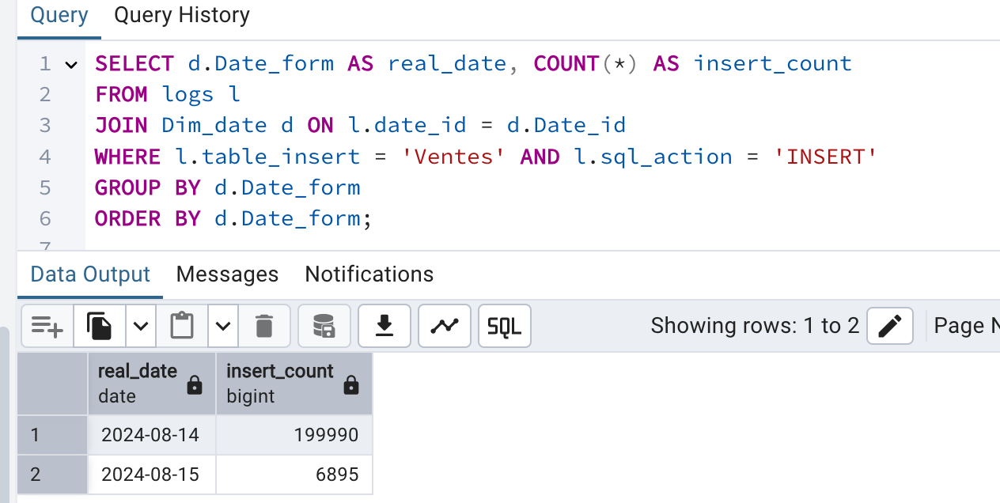 Query Query History
1 SELECT d.Date_form AS real_date, COUNT(*) AS insert_count
2 FROM logs l
3 JOIN Dim_date d ON l.date_id = d.Date_id
4 WHERE l.table_insert = 'Ventes' AND l.sql_action = 'INSERT'
5 GROUP BY d.Date_form
6 ORDER BY d.Date_form;
7
Data Output Messages Notifications
SQL Showing rows: 1 to 2 Page N
real_date insert_count
date bigint
1 2024-08-14 199990
2 2024-08-15 6895